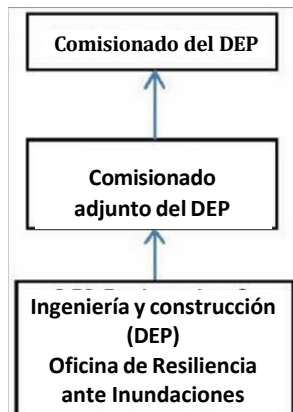 Comisionado del DEP
Comisionado
adjunto del DEP
Ingeniería y construcción
(DEP)
Oficina de Resiliencia
ante Inundaciones